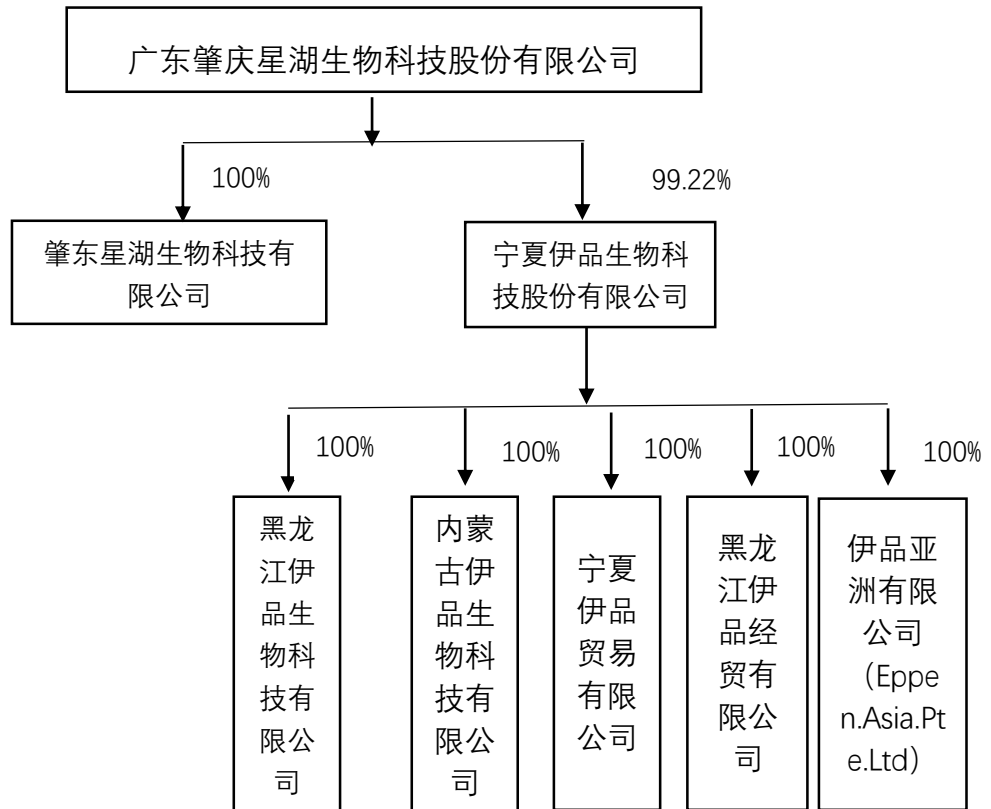 广东肇庆星湖生物科技股份有限公司
100%
99.22%
肇东星湖生物科技有
限公司
宁夏伊品生物科
技股份有限公司
100%
100%
100%
100%
100%
黑龙
江伊
品生
物科
技有
限公
司
内蒙
古伊
品生
物科
技有
限公
司
宁夏
伊品
贸易
有限
公司
黑龙
江伊
品经
贸有
限公
司
伊品亚
洲有限
公司
（Eppe
n.Asia.Pt
e.Ltd）